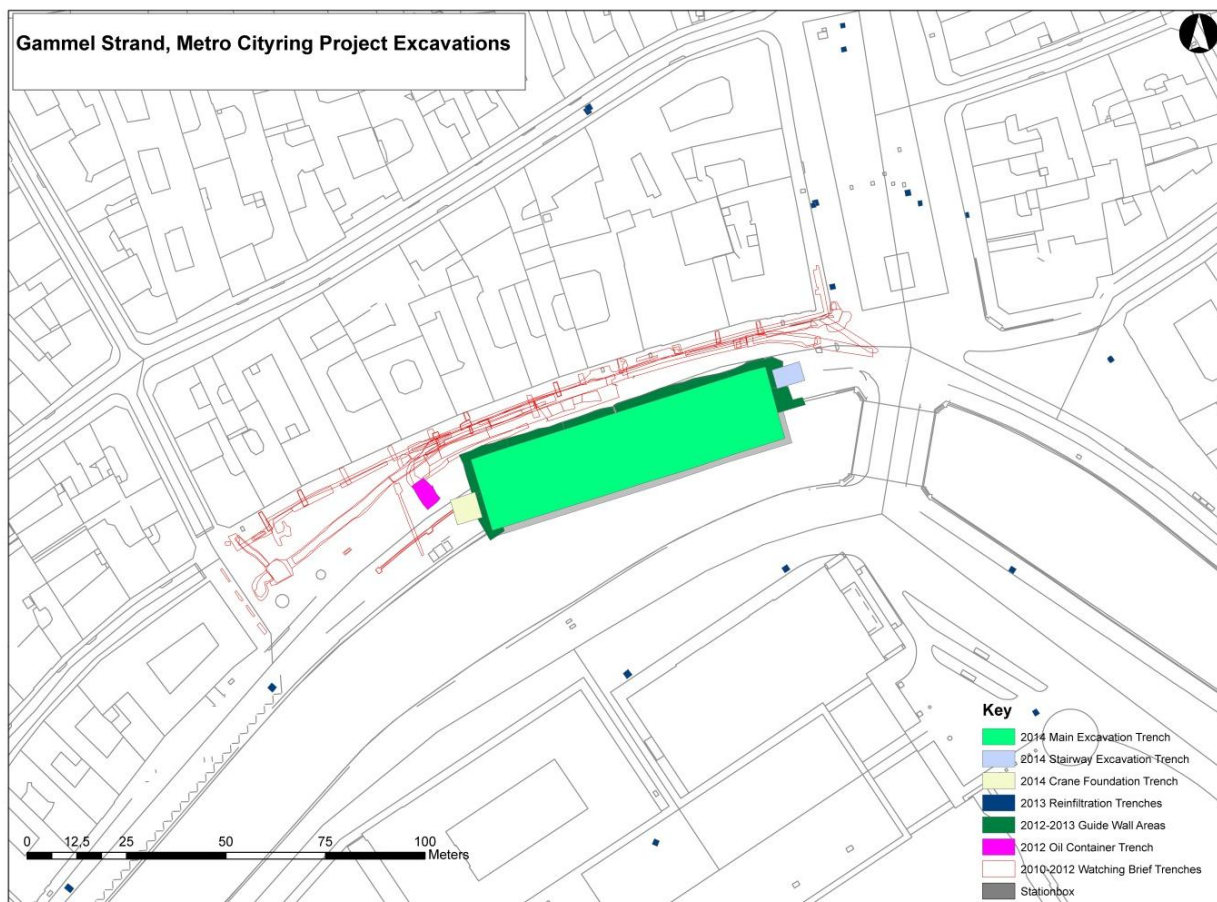 Gammel Strand, Metro Cityring Project Excavations
Key
2014 Main Excavation Trench
2014 Stairway Excavation Trench
2014 Crane Foundation Trench
2013 Reinfiltration Trenches
2012-2013 Guide Wall Areas
2012 Oil Container Trench
2010-2012 Watching Brief Trenches
Stationbox
0 12,5 25 50 75 100
Meters